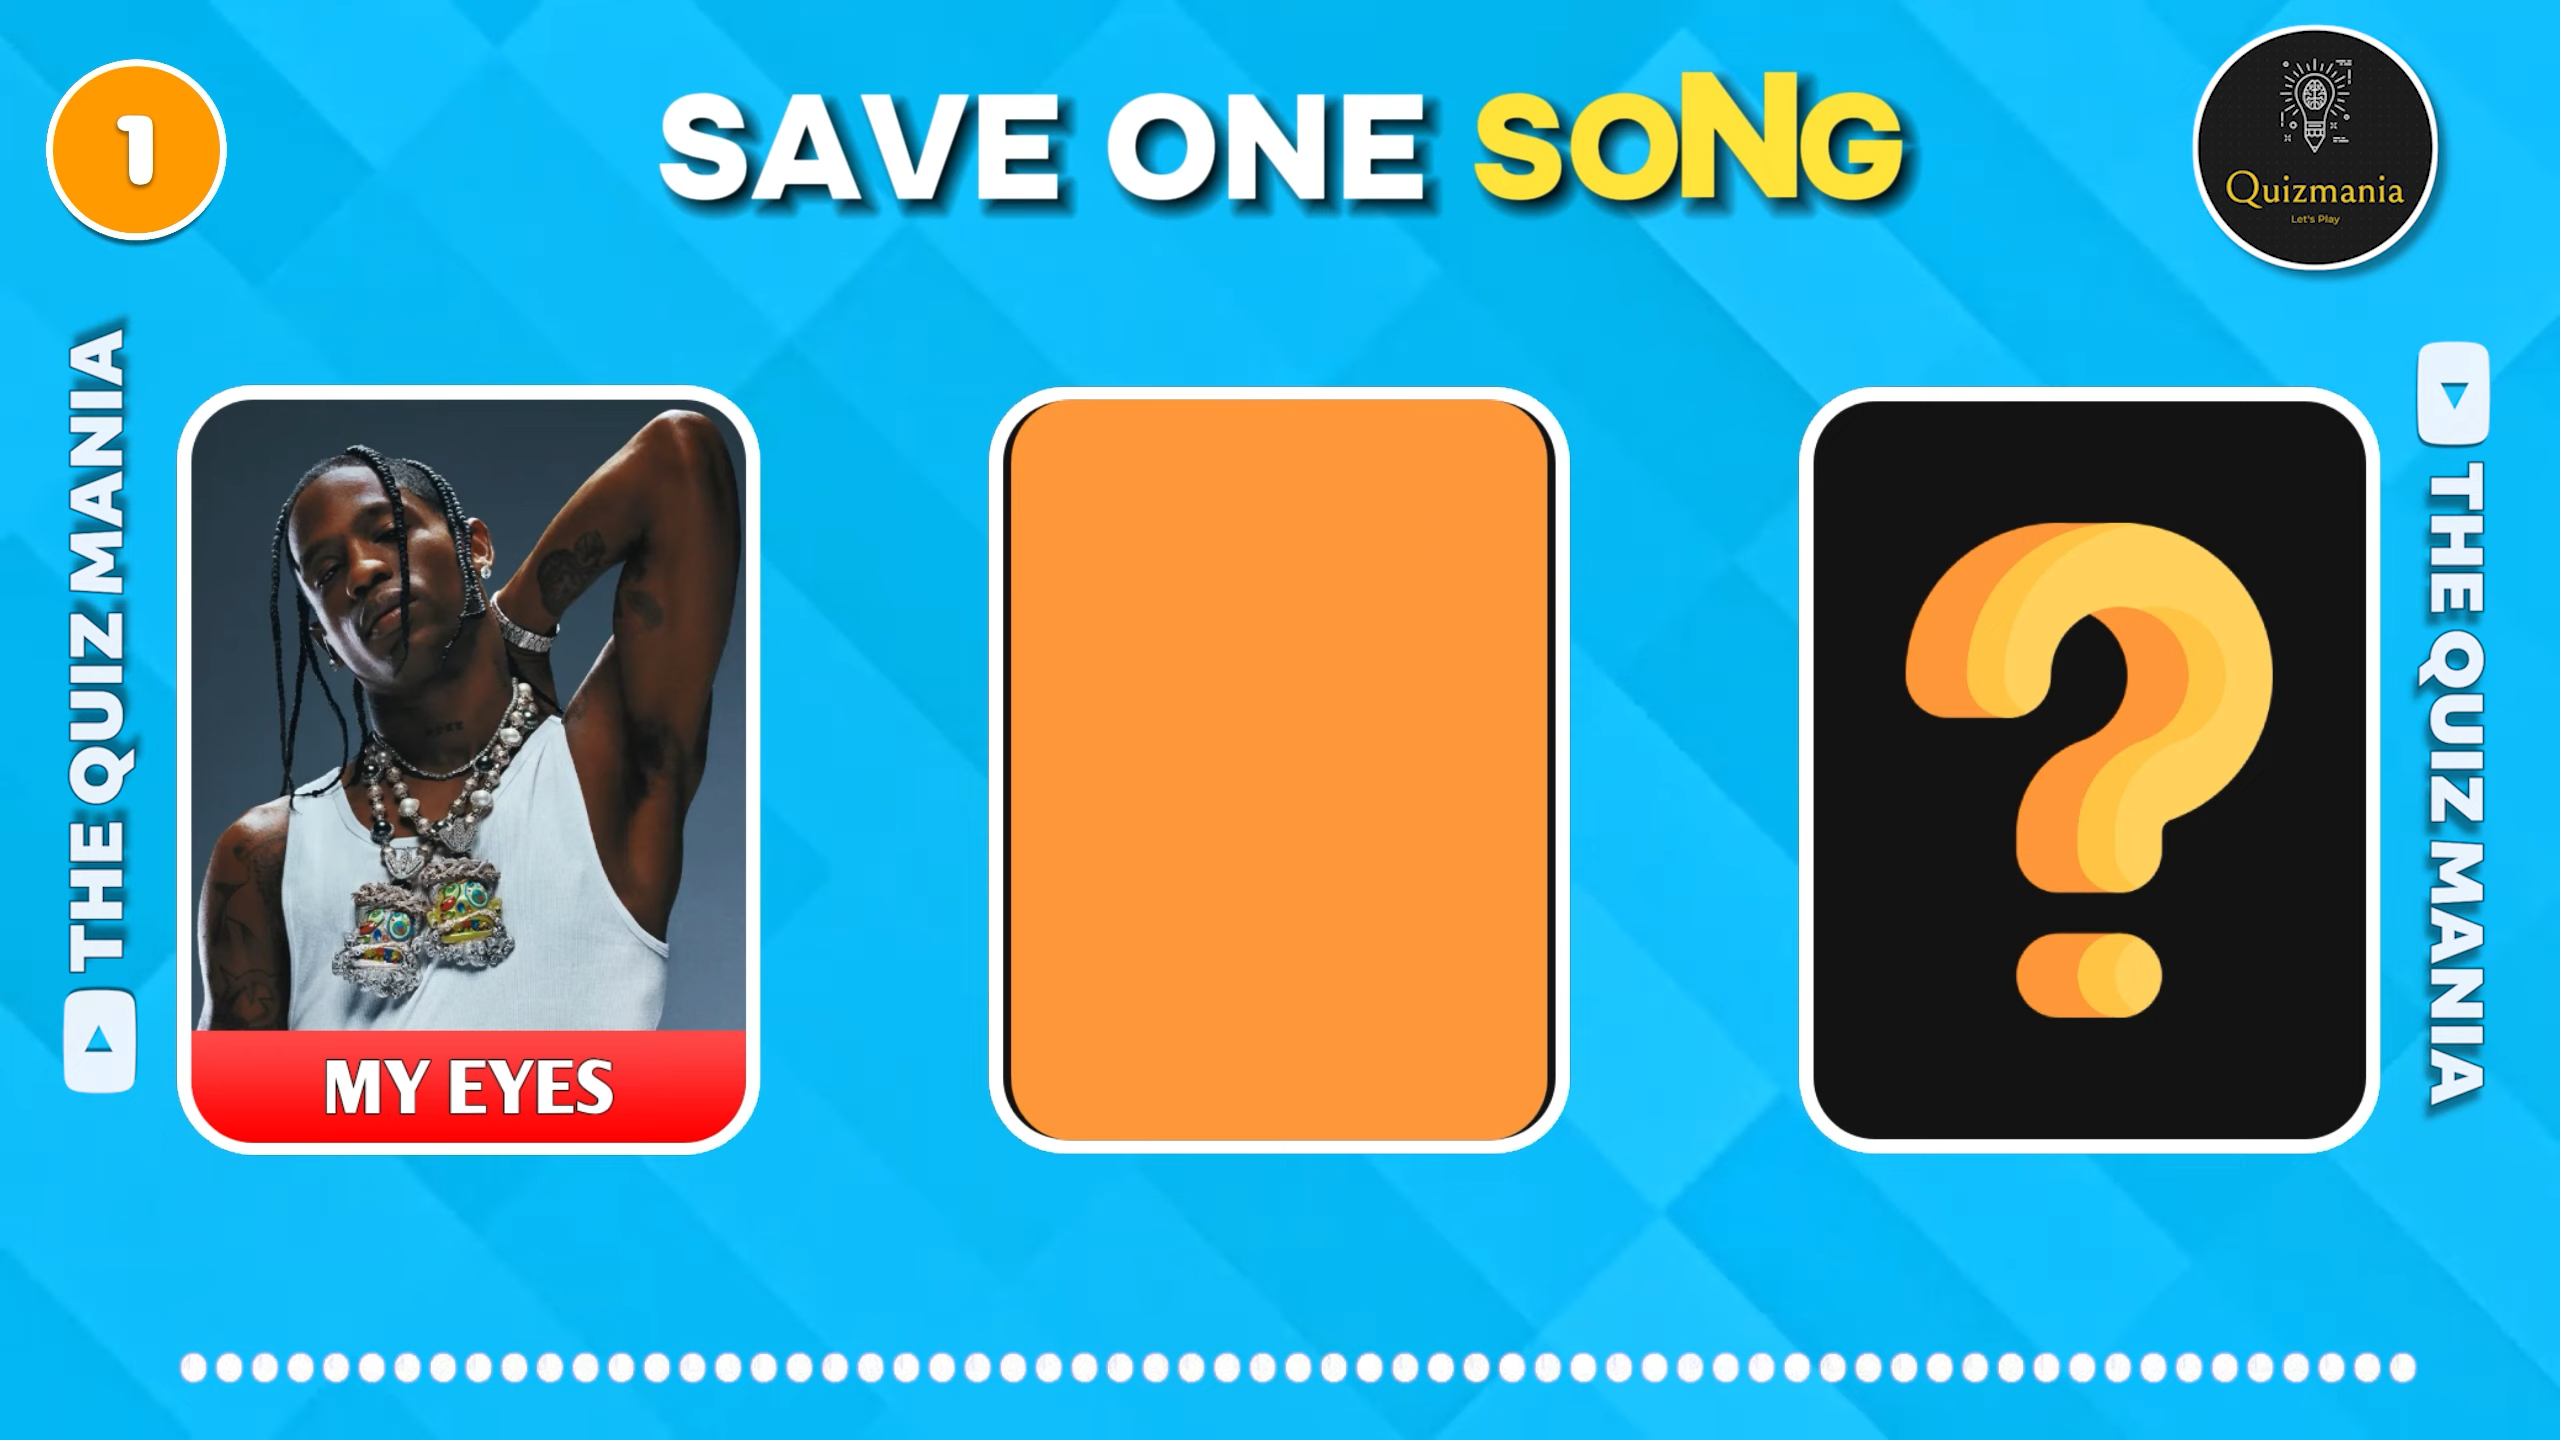 1
SAVE ONE SONG
Quizmania
Let's Play
THE QUIZ MANIA
MY EYES
?
THE QUIZ MANIA